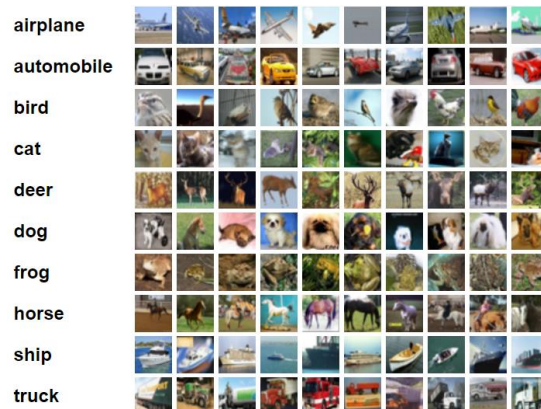 airplane
automobile
bird
cat
deer
dog
frog
horse
ship
truck